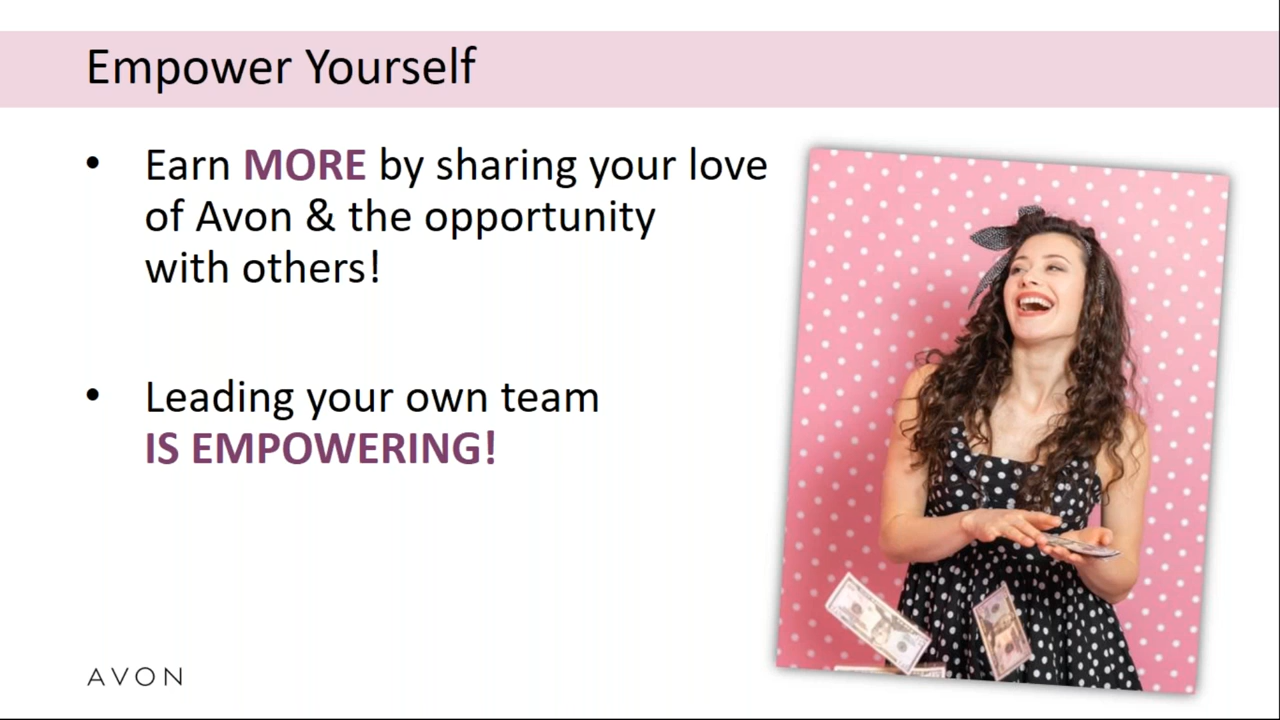 Empower Yourself
• Earn MORE by sharing your love
of Avon & the opportunity
with others!
• Leading your own team
IS EMPOWERING!
AVON